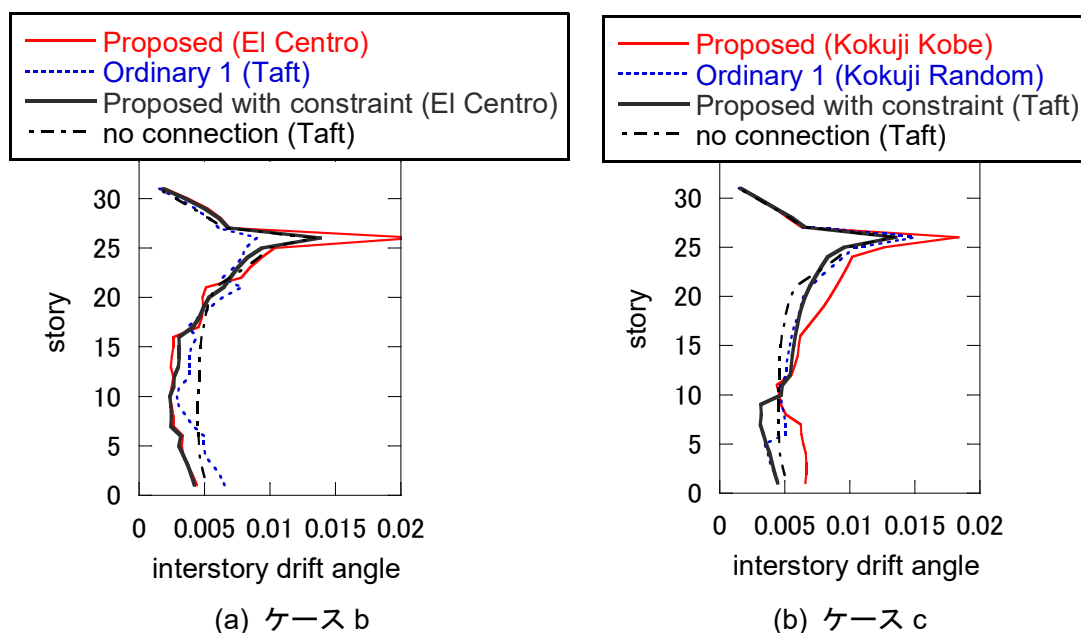 Proposed (El Centro)
Ordinary 1 (Taft)
Proposed with constraint (El Centro)
no connection (Taft)
30
25
20
15
10
5
0
story
0 0.005 0.01 0.015 0.02
interstory drift angle
(a) ケース b
Proposed (Kokuji Kobe)
Ordinary 1 (Kokuji Random)
Proposed with constraint (Taft)
no connection (Taft)
30
25
20
15
10
5
0
story
0 0.005 0.01 0.015 0.02
interstory drift angle
(b) ケース c